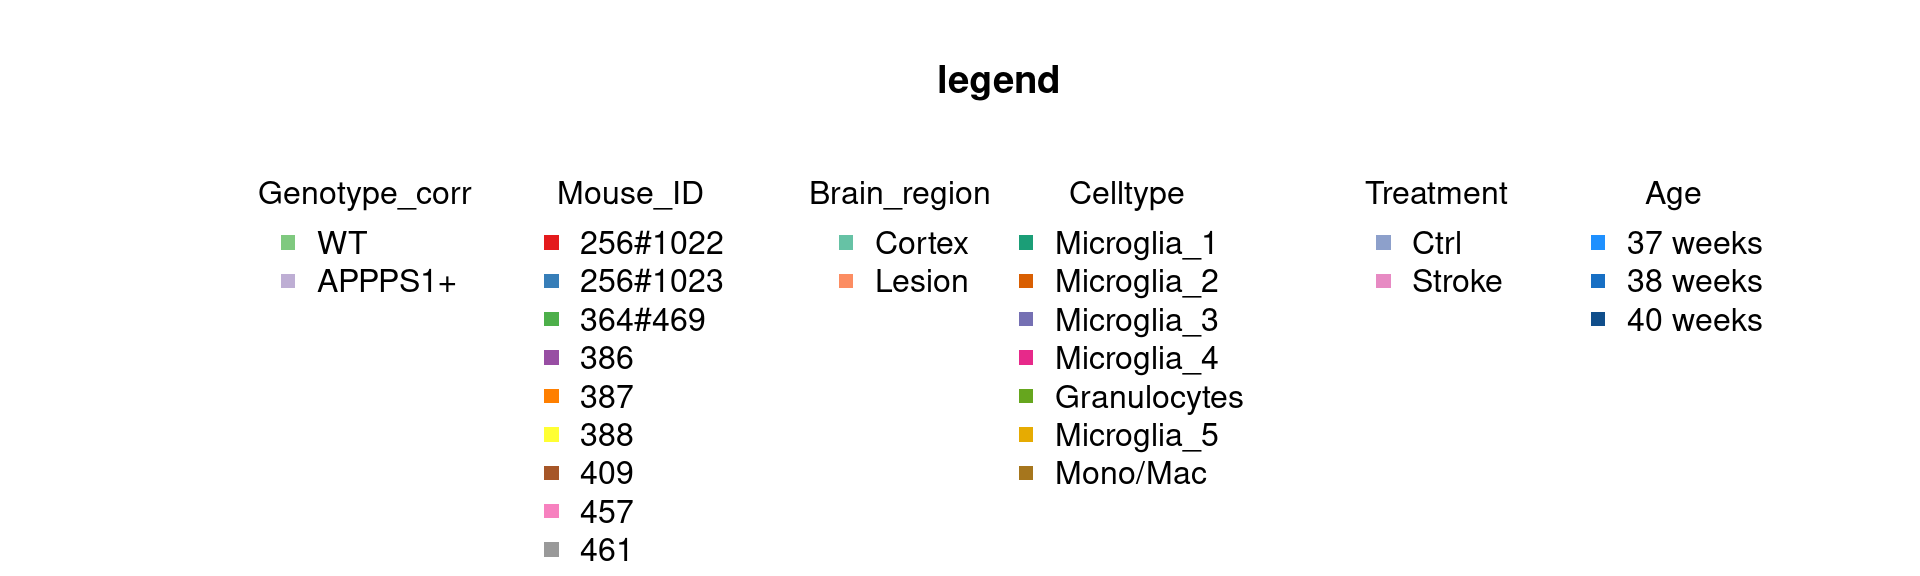 legend
Genotype_corr Mouse_ID Brain_region Celltype Treatment Age
WT 256#1022 Cortex Microglia_1 Ctrl 37 weeks
APPPS1+ 256#1023 Lesion Microglia_2 Stroke 38 weeks
364#469 Microglia_3 40 weeks
386 Microglia_4
387 Granulocytes
388 Microglia_5
409 Mono/Mac
457
461